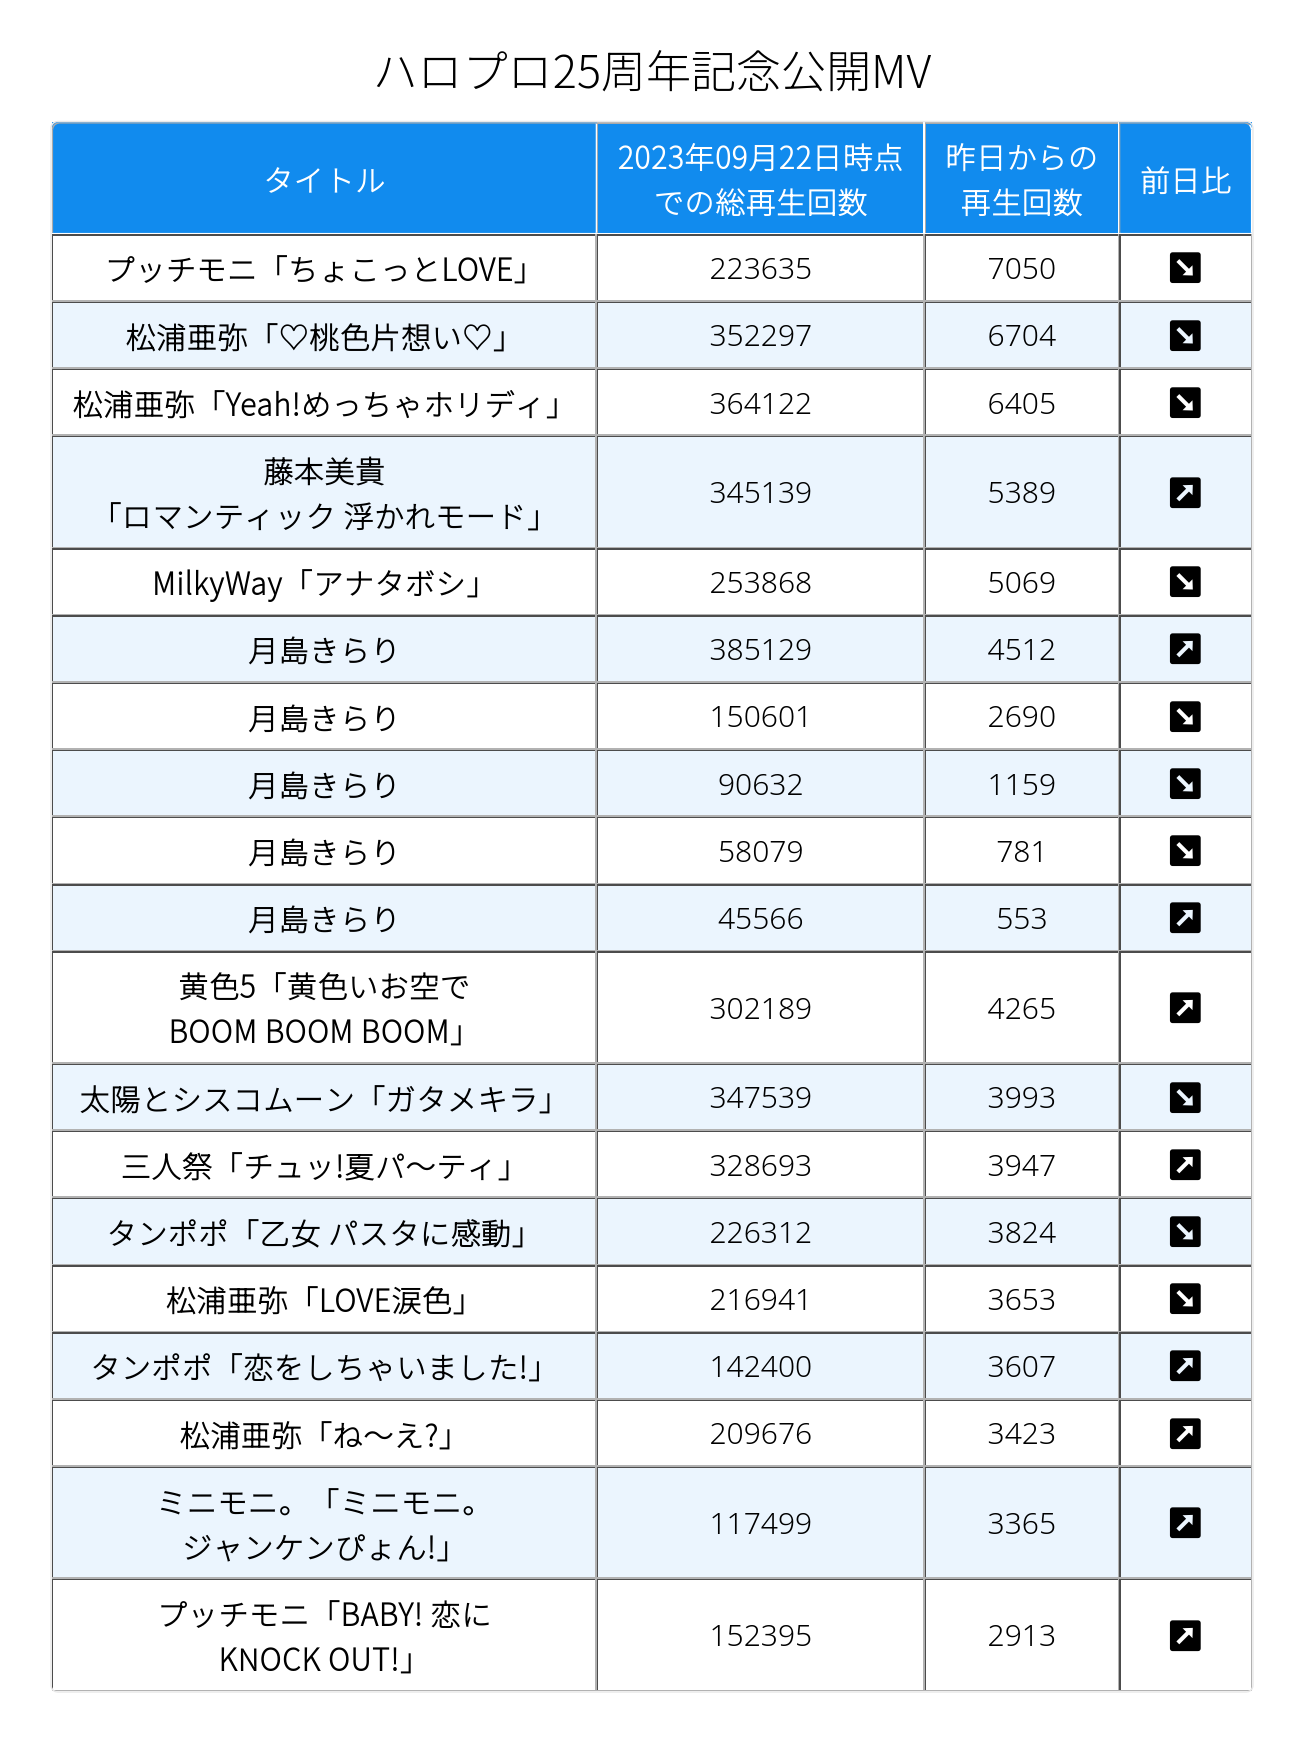 ハロプロ25周年記念公開MV
タイトル
2023年09月22日時点
での総再生回数
昨日からの
再生回数
前日比
プッチモニ「ちょこっとLOVE」 223635 7050 ↘
松浦亜弥「♡桃色片想い♡」 352297 6704 ↘
松浦亜弥「Yeah!めっちゃホリディ」 364122 6405 ↘
藤本美貴
「ロマンティック 浮かれモード」 345139 5389 ↗
MilkyWay「アナタボシ」 253868 5069 ↘
月島きらり 385129 4512 ↗
月島きらり 150601 2690 ↘
月島きらり 90632 1159 ↘
月島きらり 58079 781 ↘
月島きらり 45566 553 ↗
黄色5「黄色いお空で
BOOM BOOM BOOM」 302189 4265 ↗
太陽とシスコムーン「ガタメキラ」 347539 3993 ↘
三人祭「チュッ!夏パ〜ティ」 328693 3947 ↗
タンポポ「乙女 パスタに感動」 226312 3824 ↘
松浦亜弥「LOVE涙色」 216941 3653 ↘
タンポポ「恋をしちゃいました!」 142400 3607 ↗
松浦亜弥「ね〜え?」 209676 3423 ↗
ミニモニ。「ミニモニ。
ジャンケンぴょん!」 117499 3365 ↗
プッチモニ「BABY! 恋に
KNOCK OUT!」 152395 2913 ↗